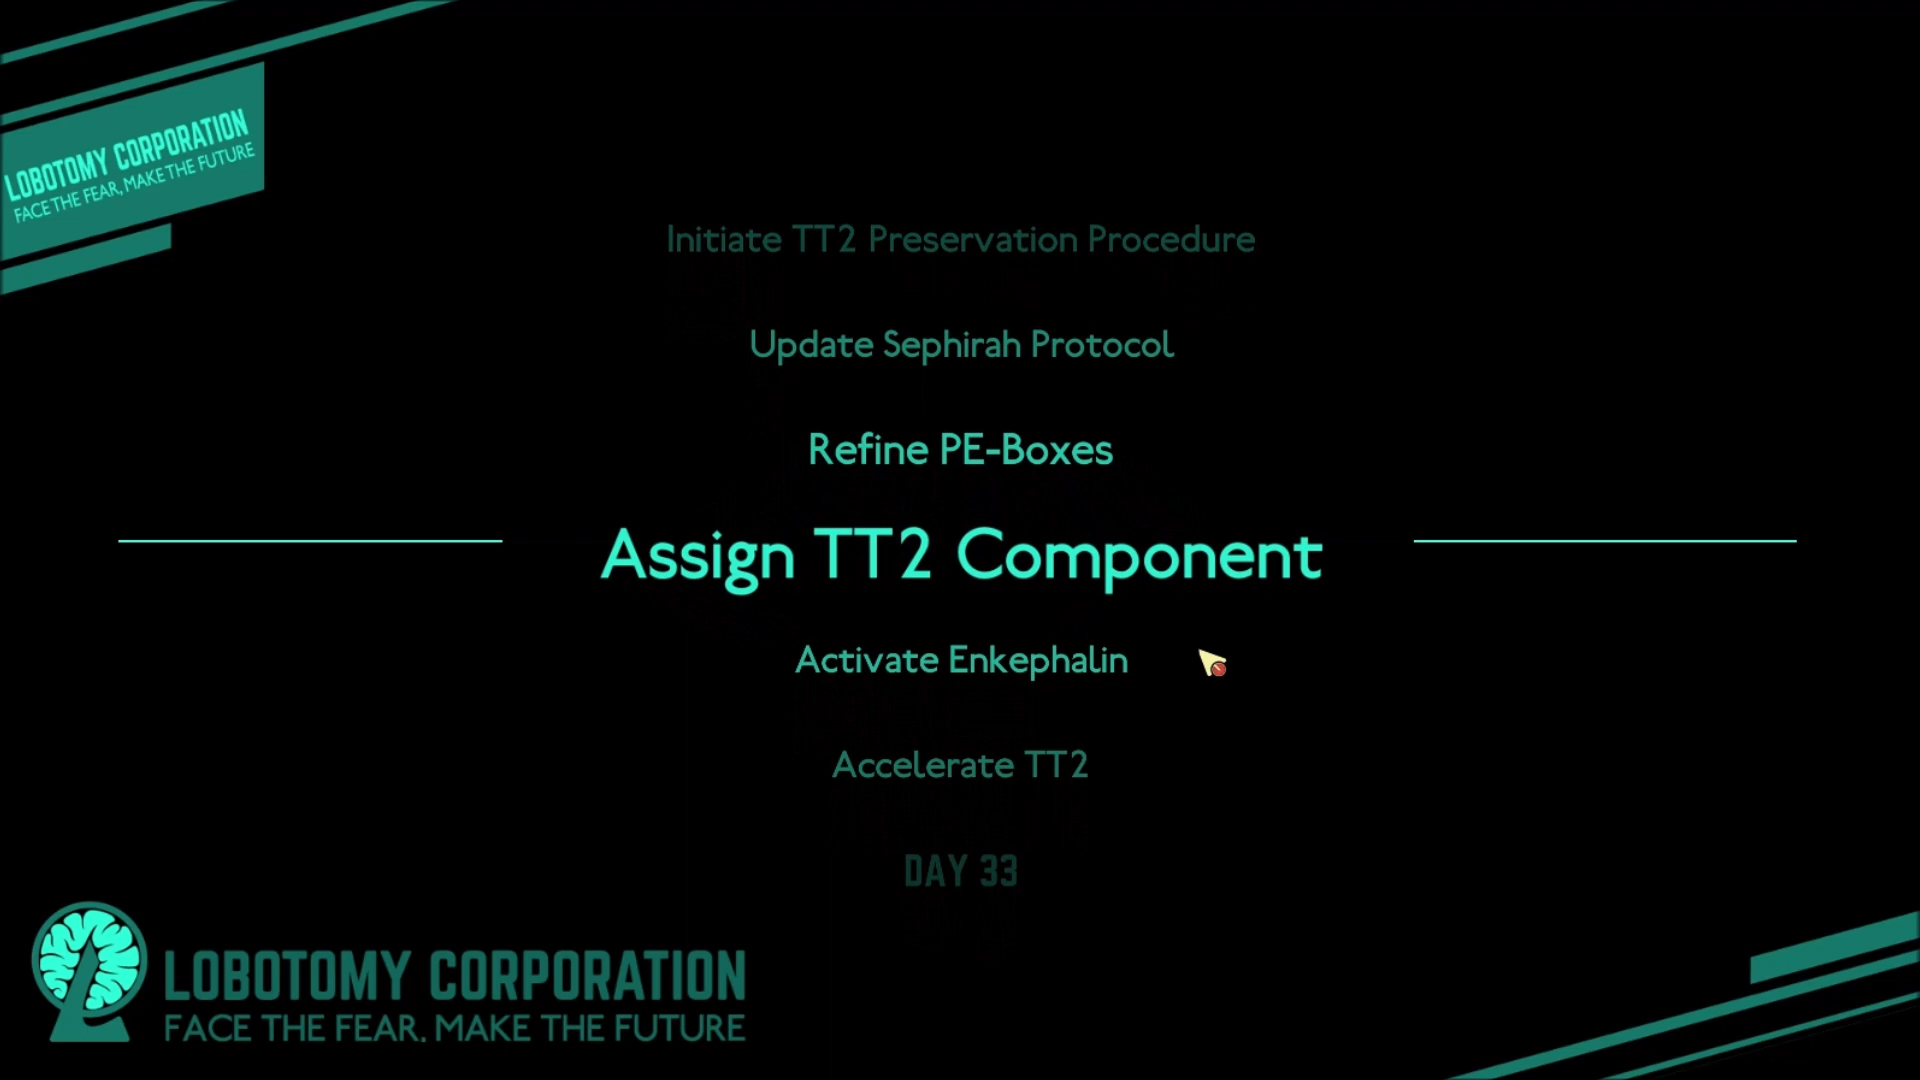 LOBOTOMY CORPORATION
FACE THE FEAR, MAKE THE FUTURE
Initiate TT2 Preservation Procedure
Update Sephirah Protocol
Refine PE-Boxes
Assign TT2 Component
Activate Enkephalin
Accelerate TT2
DAY 33
LOBOTOMY CORPORATION
FACE THE FEAR, MAKE THE FUTURE